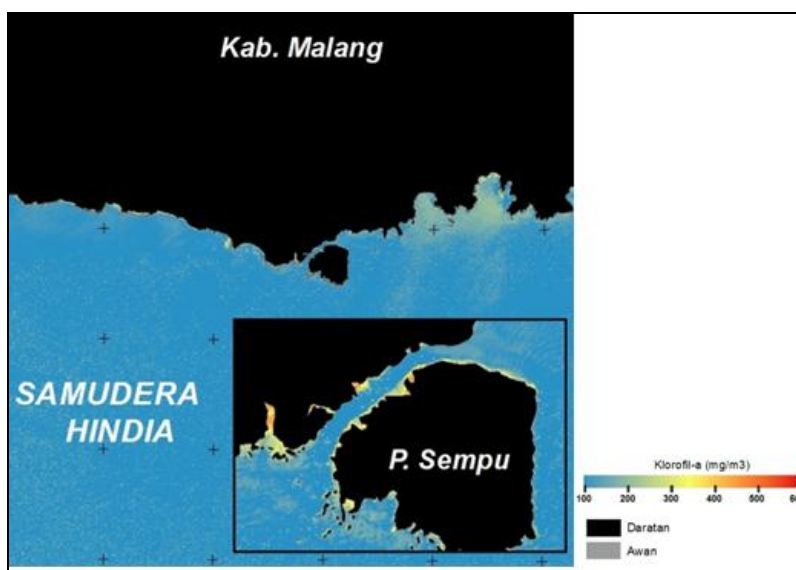 Kab. Malang
SAMUDERA
HINDIA
P. Sempu
Klorofil-a (mg/m3)
100 200 300 400 500
Daratan
Awan